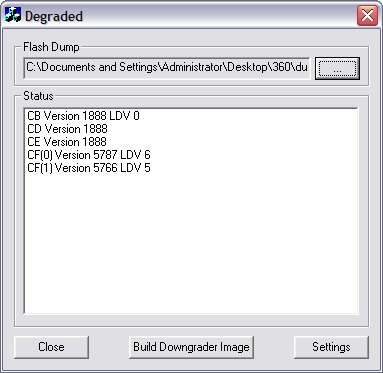 Degraded
Flash Dump
C:\Documents and Settings\Administrator\Desktop\360\du
...
Status
CB Version 1888 LDV 0
CD Version 1888
CE Version 1888
CF(0) Version 5787 LDV 6
CF(1) Version 5766 LDV 5
Close
Build Downgrader Image
Settings